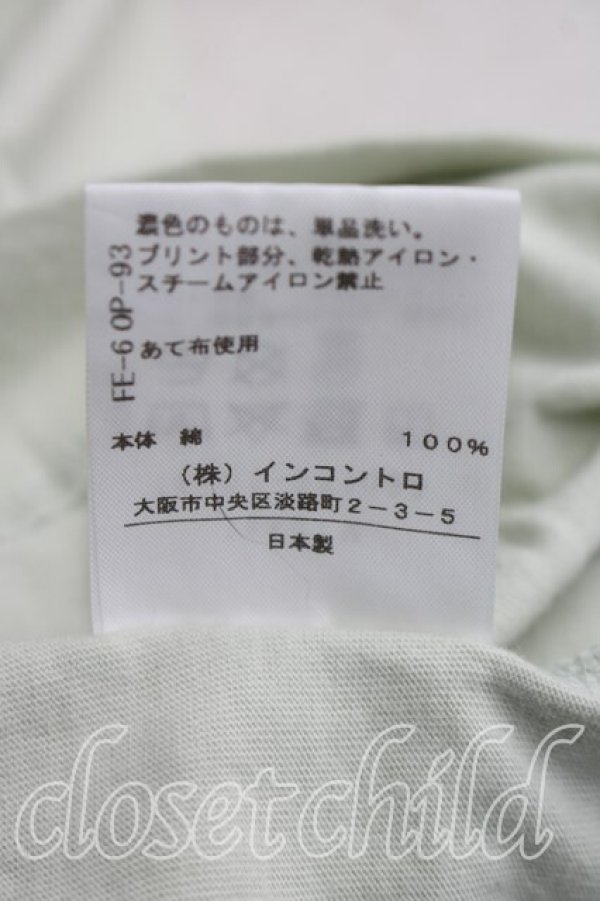 濃色のものは、単品洗い。
プリント部分、乾熱アイロン・
スチームアイロン禁止
あて布使用
FE-6 OP-93
本体 綿 100%
(株)インコントロ
大阪市中央区淡路町2-3-5
日本製
closetchild